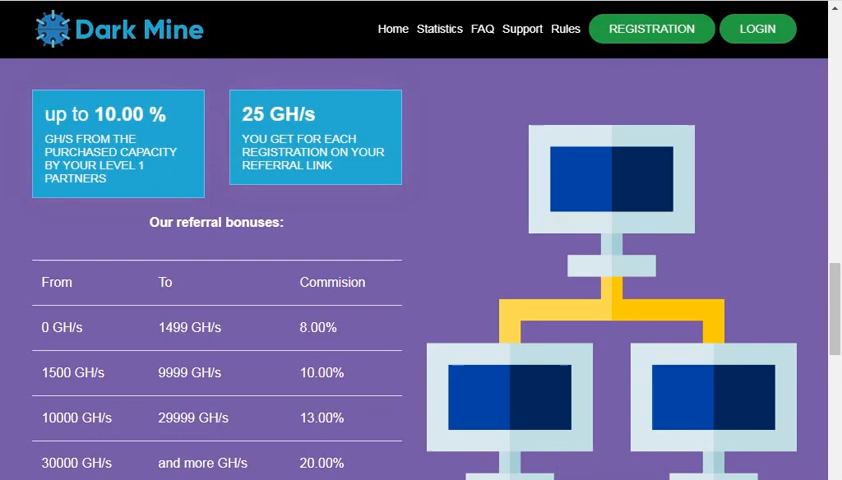 Dark Mine
Home Statistics FAQ Support Rules REGISTRATION LOGIN
up to 10.00 %
GH/S FROM THE
PURCHASED CAPACITY
BY YOUR LEVEL 1
PARTNERS
25 GH/s
YOU GET FOR EACH
REGISTRATION ON YOUR
REFERRAL LINK
Our referral bonuses:
From To Commision
0 GH/s 1499 GH/s 8.00%
1500 GH/s 9999 GH/s 10.00%
10000 GH/s 29999 GH/s 13.00%
30000 GH/s and more GH/s 20.00%